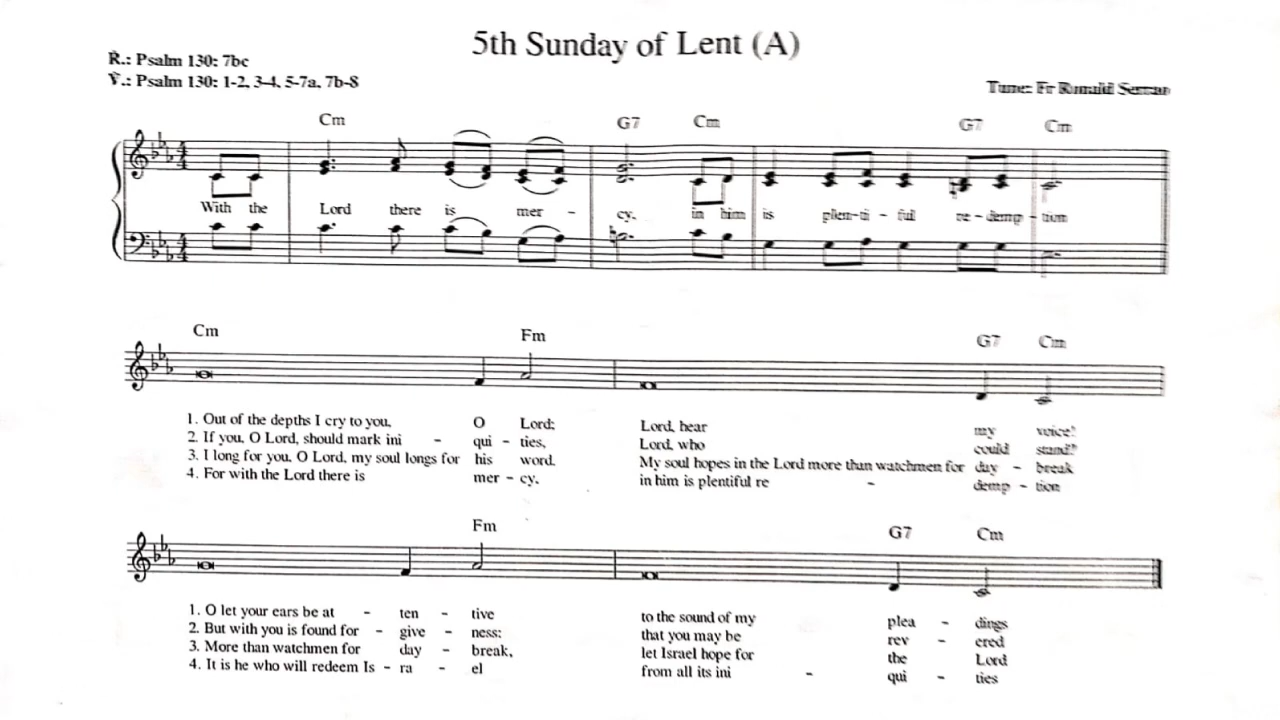 5th Sunday of Lent (A)
R.: Psalm 130: 7bc
V.: Psalm 130: 1-2, 3-4, 5-7a, 7b-8
Tune: Fr Ronald Serrao
Cm G7 Cm G7 Cm
With the Lord there is mer - cy, in him is plen-ti - ful re - demp - tion
Cm Fm G7 Cm
1. Out of the depths I cry to you, O Lord; Lord, hear my voice!
2. If you, O Lord, should mark ini - qui - ties, Lord, who could stand?
3. I long for you, O Lord, my soul longs for his word. My soul hopes in the Lord more than watchmen for day - break
4. For with the Lord there is mer - cy, in him is plentiful re - demp - tion
Fm G7 Cm
1. O let your ears be at - ten - tive to the sound of my plea - dings
2. But with you is found for - give - ness; that you may be rev - ered
3. More than watchmen for day - break, let Israel hope for the Lord
4. It is he who will redeem Is - ra - el from all its ini - qui - ties